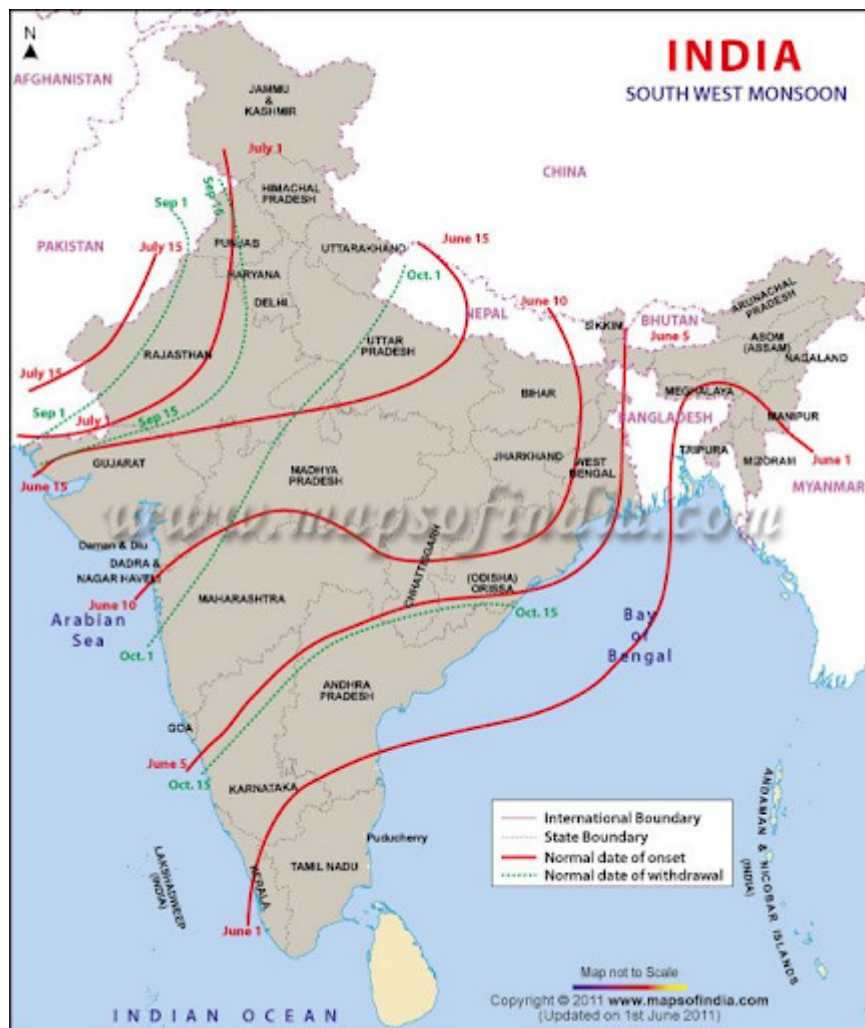 N
INDIA
SOUTH WEST MONSOON
AFGHANISTAN
JAMMU
& KASHMIR
July 1
CHINA
HIMACHAL
PRADESH
Sep 1
Sep 15
PAKISTAN
July 15
PUNJAB
UTTARAKHAND
June 15
HARYANA
Oct. 1
DELHI
ARUNACHAL
PRADESH
June 10
NEPAL
SIKKIM
BHUTAN
June 5
ASOM
(ASSAM)
NAGALAND
RAJASTHAN
UTTAR
PRADESH
July 15
BIHAR
MEGHALAYA
BANGLADESH
MANIPUR
Sep 1
July 1
Sep 15
JHARKHAND
WEST
BENGAL
TRIPURA
MIZORAM
June 1
GUJARAT
MADHYA
PRADESH
June 15
MYANMAR
www.mapsofindia.com
Daman & Diu
DADRA &
NAGAR HAVELI
CHHATTISGARH
(ODISHA)
ORISSA
MAHARASHTRA
June 10
Arabian
Sea
Oct. 15
Bay
of
Bengal
Oct. 1
ANDHRA
PRADESH
GOA
June 5
Oct. 15
KARNATAKA
International Boundary
State Boundary
Normal date of onset
Normal date of withdrawal
Puducherry
LAKSHADWEEP
(INDIA)
KERALA
TAMIL NADU
ANDAMAN & NICOBAR ISLANDS
(INDIA)
June 1
Map not to Scale
Copyright © 2011 www.mapsofindia.com
(Updated on 1st June 2011)
INDIAN OCEAN